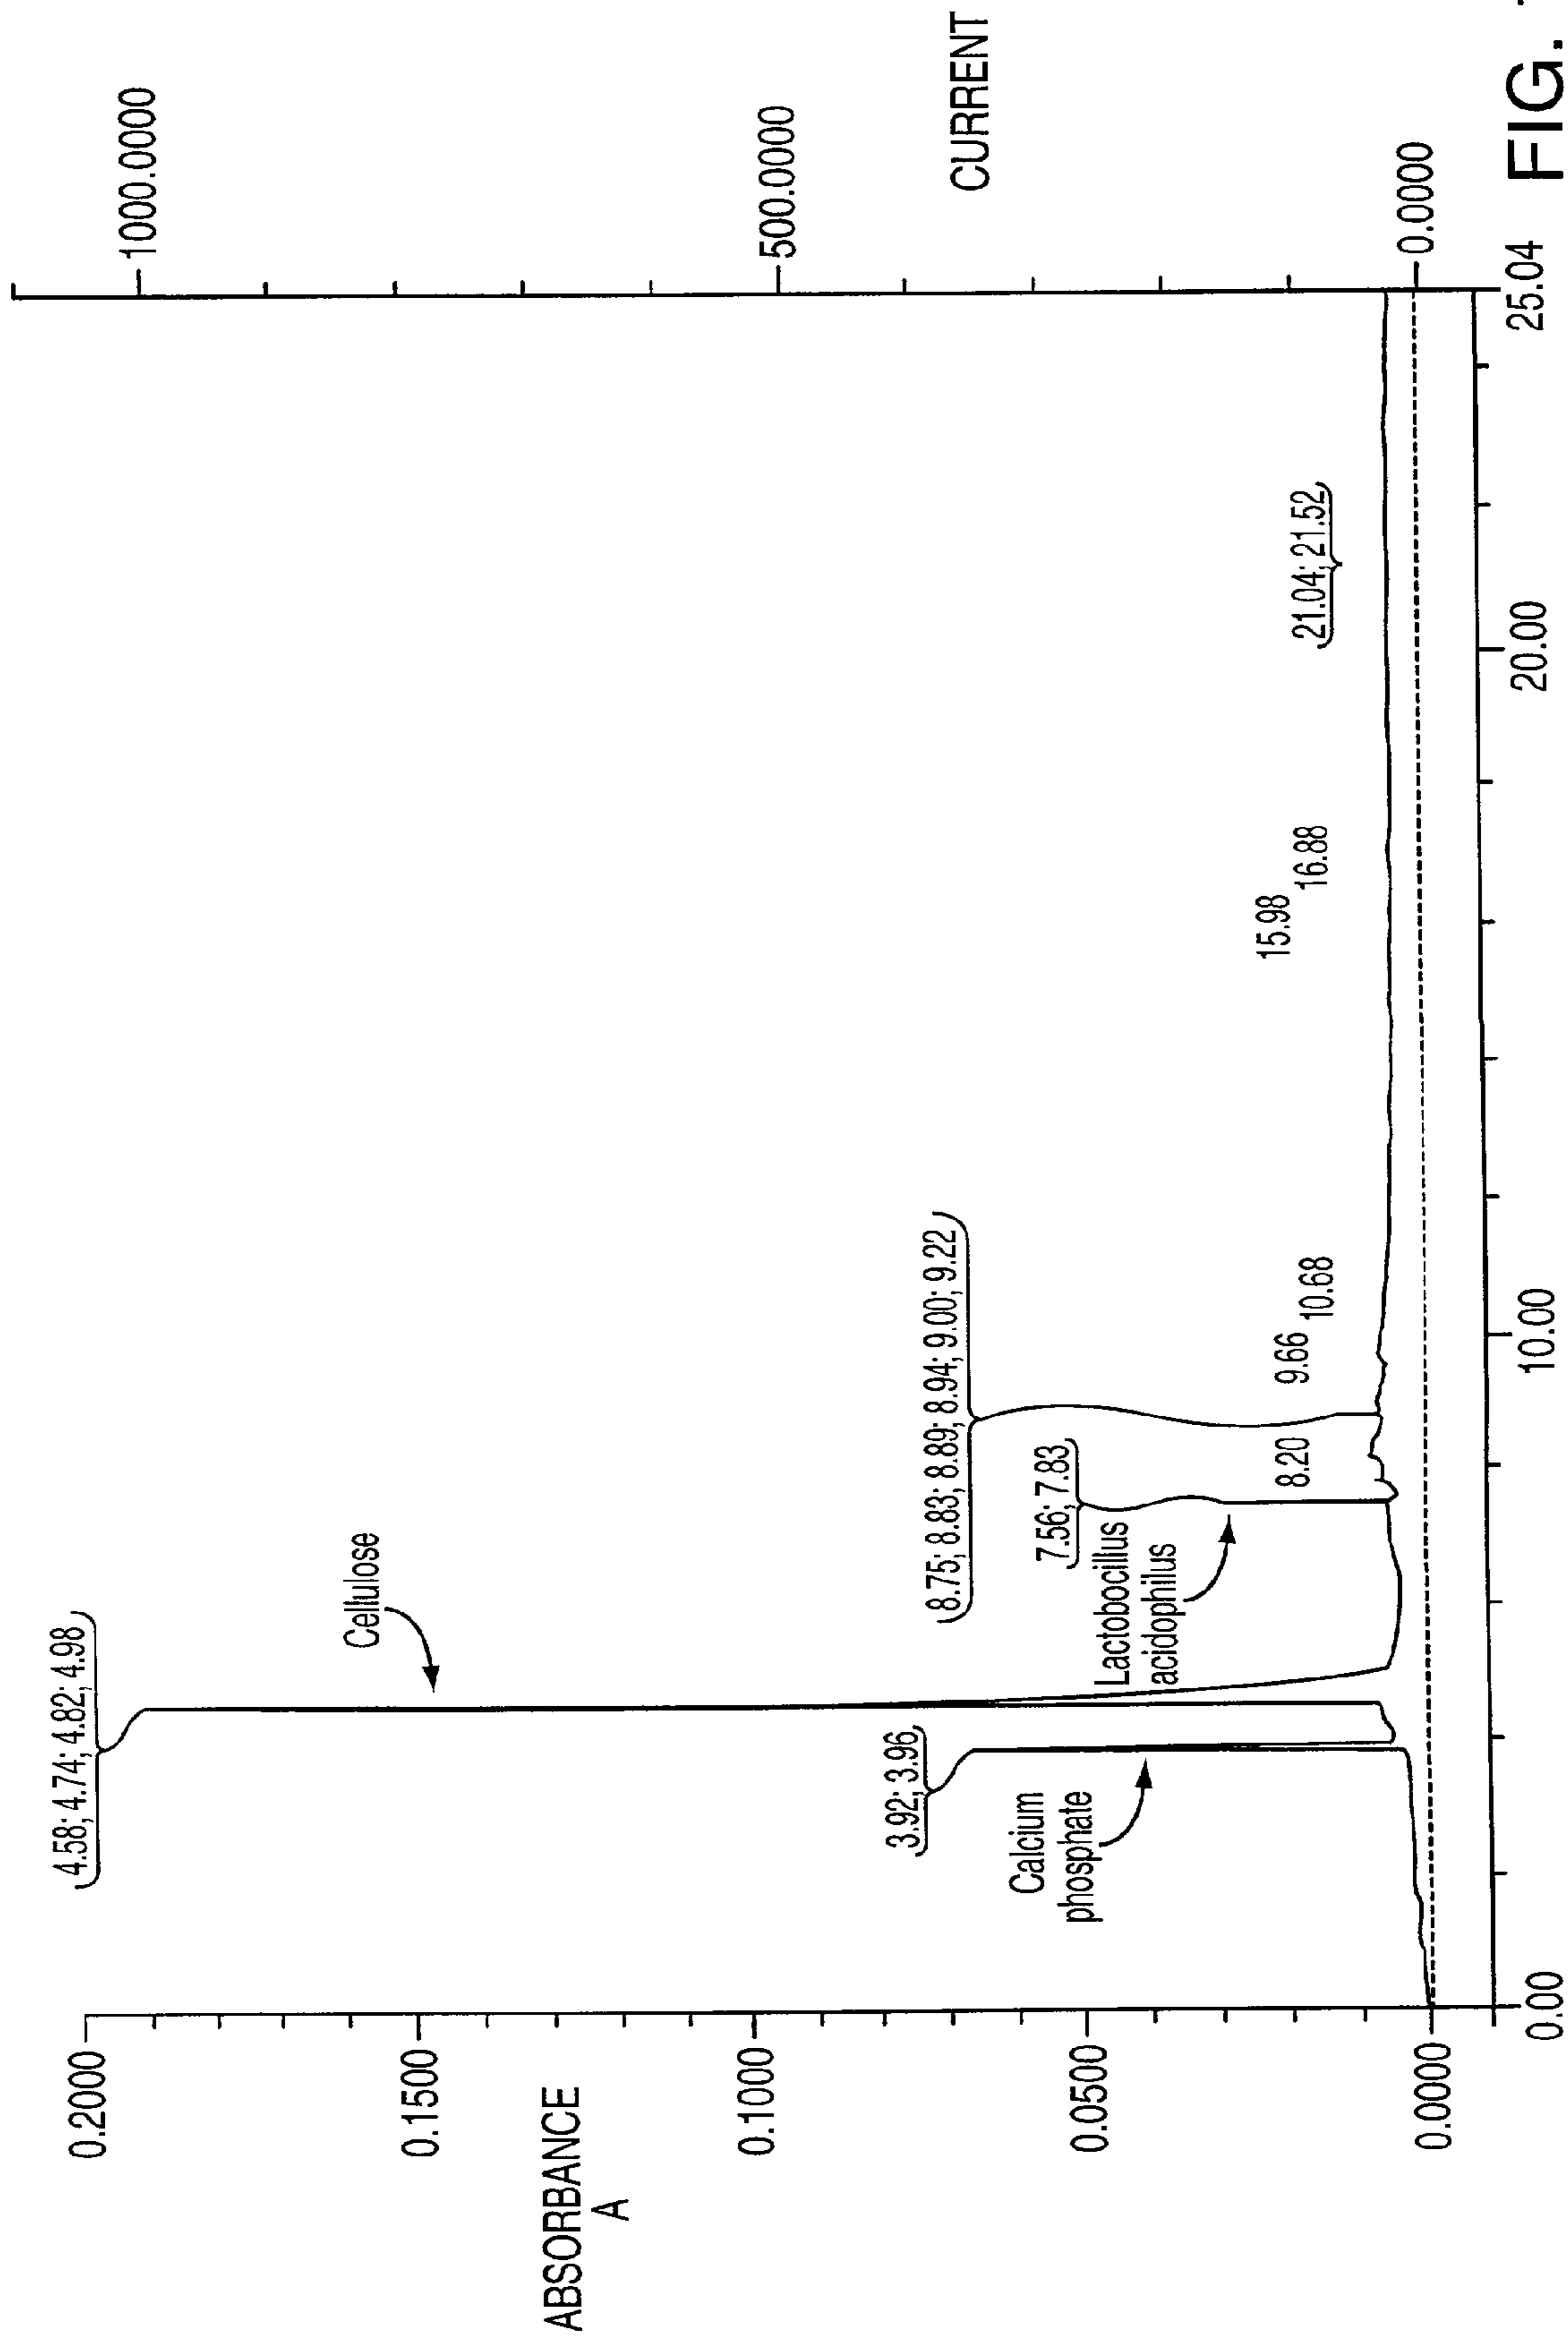 0.2000
0.1500
0.1000
0.0500
0.0000
ABSORBANCE
A
4.58; 4.74; 4.82; 4.98
Cellulose
3.92; 3.96
Calcium
phosphate
8.75; 8.83; 8.89; 8.94; 9.00; 9.22
7.56; 7.83
Lactobocillus
acidophilus
8.20
9.66
10.68
15.98
16.88
21.04; 21.52
1000.0000
500.0000
0.0000
CURRENT
0.00
10.00
20.00
25.04
FIG.